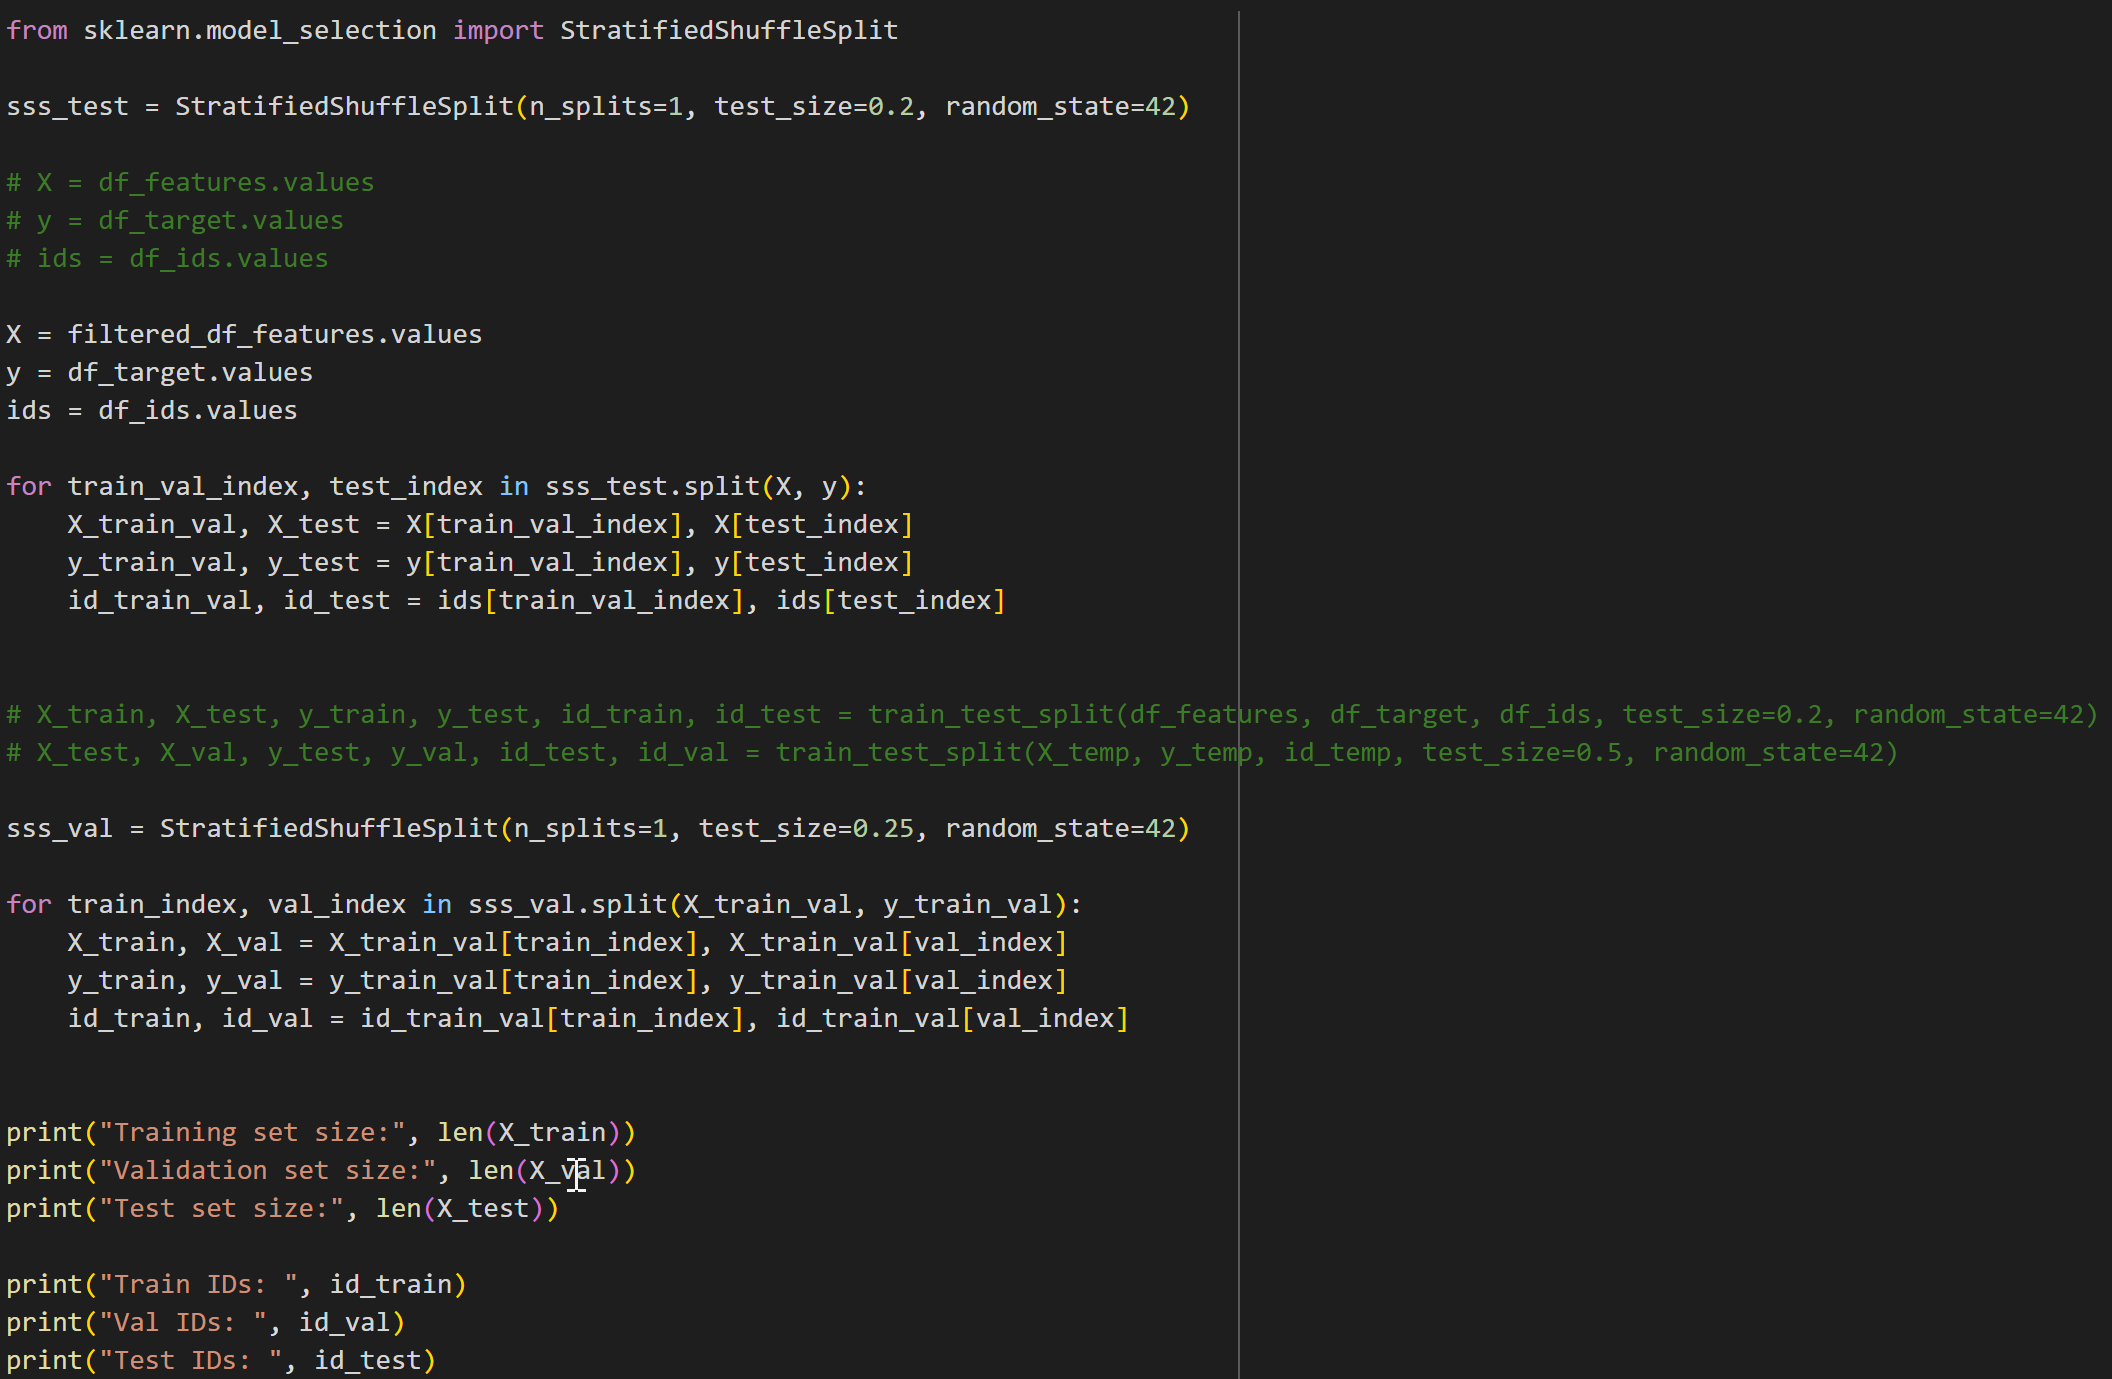 from sklearn.model_selection import StratifiedShuffleSplit
sss_test = StratifiedShuffleSplit(n_splits=1, test_size=0.2, random_state=42)
# X = df_features.values
# y = df_target.values
# ids = df_ids.values
X = filtered_df_features.values
y = df_target.values
ids = df_ids.values
for train_val_index, test_index in sss_test.split(X, y):
    X_train_val, X_test = X[train_val_index], X[test_index]
    y_train_val, y_test = y[train_val_index], y[test_index]
    id_train_val, id_test = ids[train_val_index], ids[test_index]
# X_train, X_test, y_train, y_test, id_train, id_test = train_test_split(df_features, df_target, df_ids, test_size=0.2, random_state=42)
# X_test, X_val, y_test, y_val, id_test, id_val = train_test_split(X_temp, y_temp, id_temp, test_size=0.5, random_state=42)
sss_val = StratifiedShuffleSplit(n_splits=1, test_size=0.25, random_state=42)
for train_index, val_index in sss_val.split(X_train_val, y_train_val):
    X_train, X_val = X_train_val[train_index], X_train_val[val_index]
    y_train, y_val = y_train_val[train_index], y_train_val[val_index]
    id_train, id_val = id_train_val[train_index], id_train_val[val_index]
print("Training set size:", len(X_train))
print("Validation set size:", len(X_val))
print("Test set size:", len(X_test))
print("Train IDs: ", id_train)
print("Val IDs: ", id_val)
print("Test IDs: ", id_test)